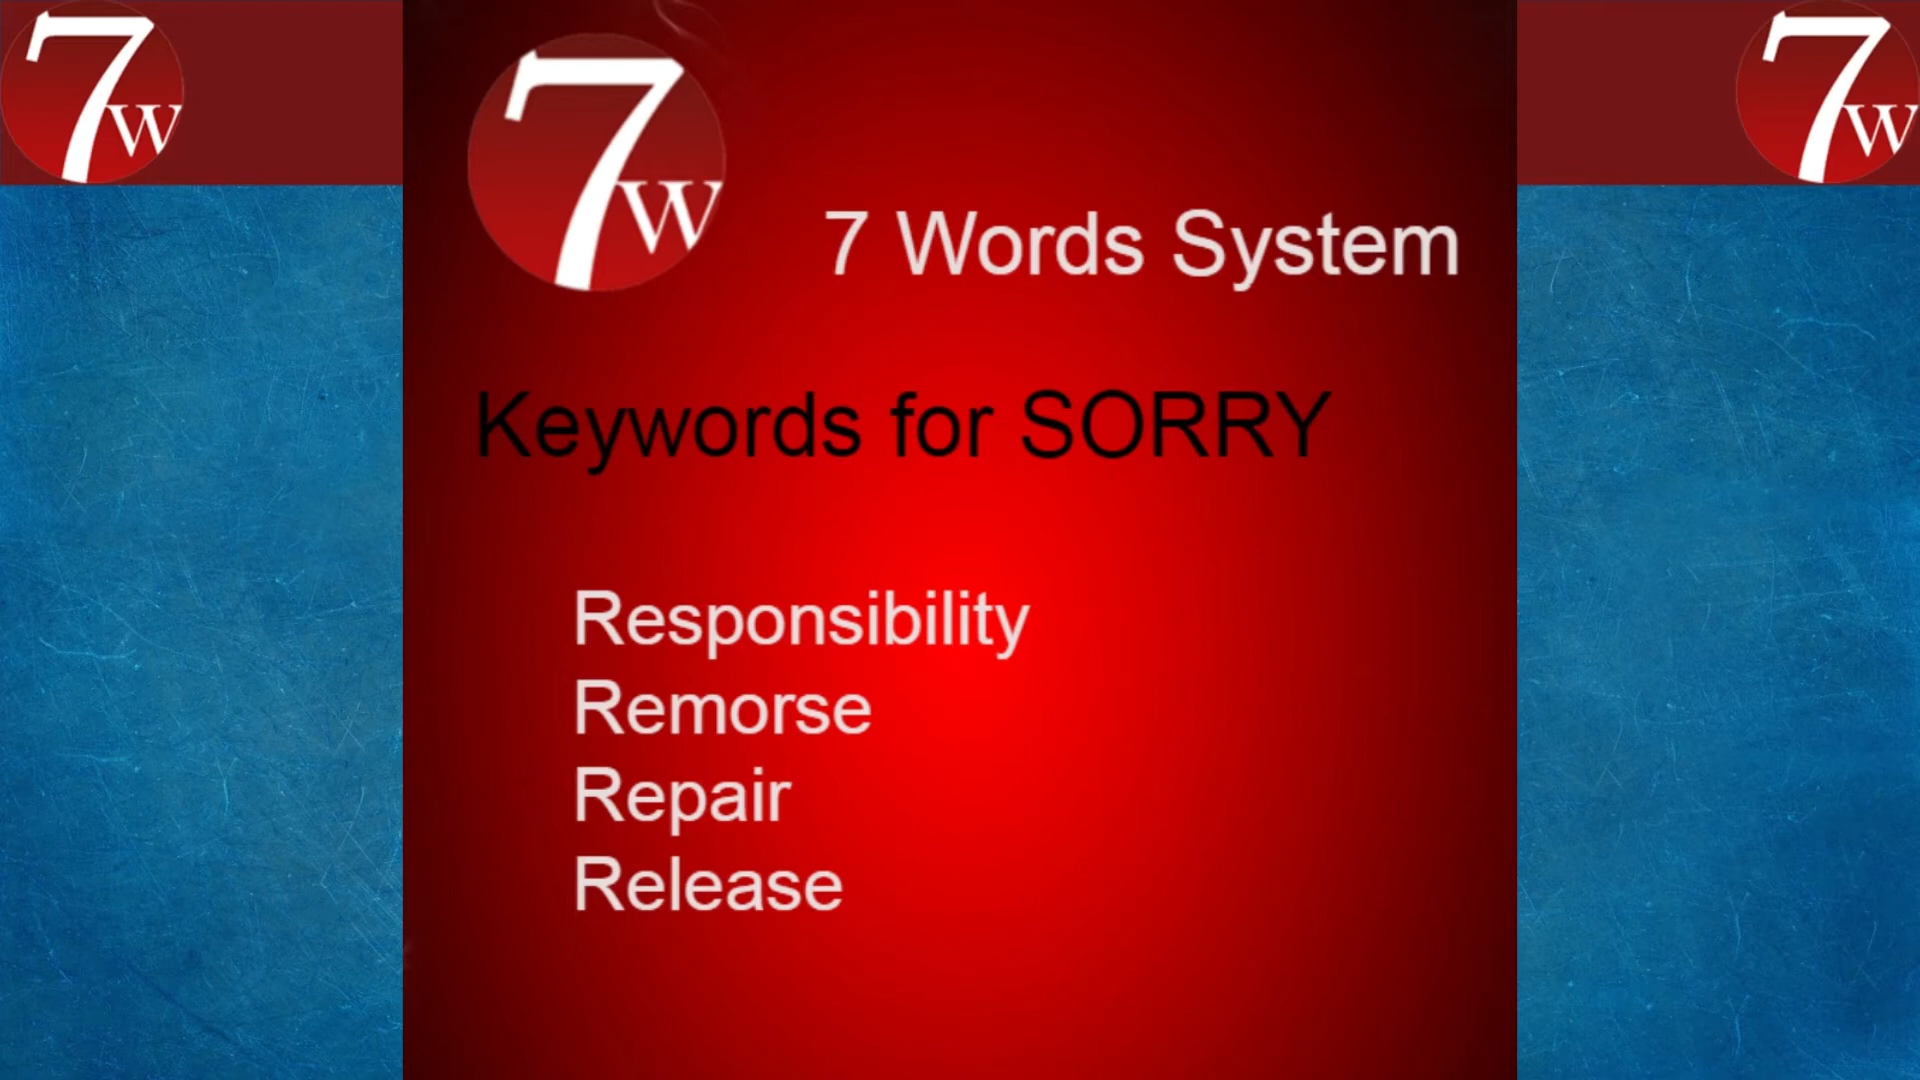 7w
7w
7w
7 Words System
Keywords for SORRY
Responsibility
Remorse
Repair
Release